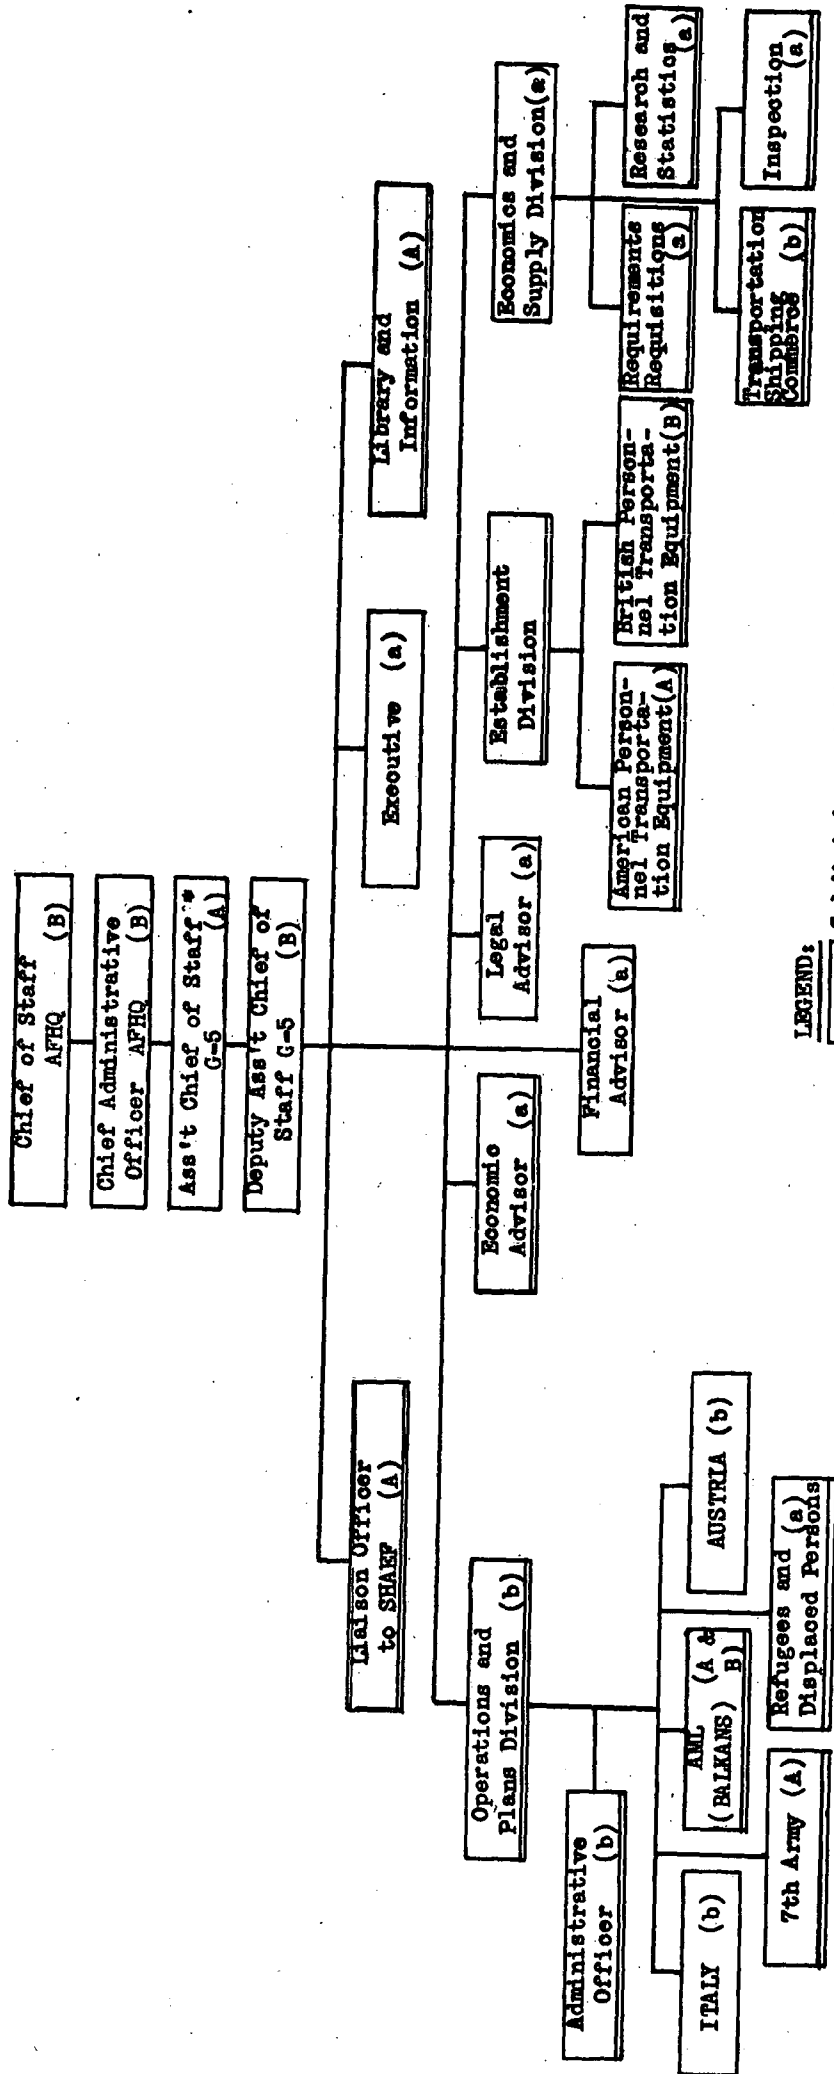 Chief of Staff
AFHQ (B)
Chief Administrative
Officer AFHQ (B)
Ass't Chief of Staff *
G-5 (A)
Deputy Ass't Chief of
Staff G-5 (B)
Liaison Officer
to SHAEF (A)
Executive (a)
Library and
Information (A)
Operations and
Plans Division (b)
Economic
Advisor (a)
Legal
Advisor (a)
Establishment
Division
Economics and
Supply Division(a)
Administrative
Officer (b)
Financial
Advisor (a)
American Person-
nel Transporta-
tion Equipment(A)
British Person-
nel Transporta-
tion Equipment(B)
Requirements
Requisitions
(a)
Research and
Statistics
(a)
ITALY (b)
AML (A &
(BALKANS) B)
AUSTRIA (b)
Transportation
Shipping
Commerce (b)
Inspection
(a)
7th Army (A)
Refugees and
Displaced Persons (a)
LEGEND: